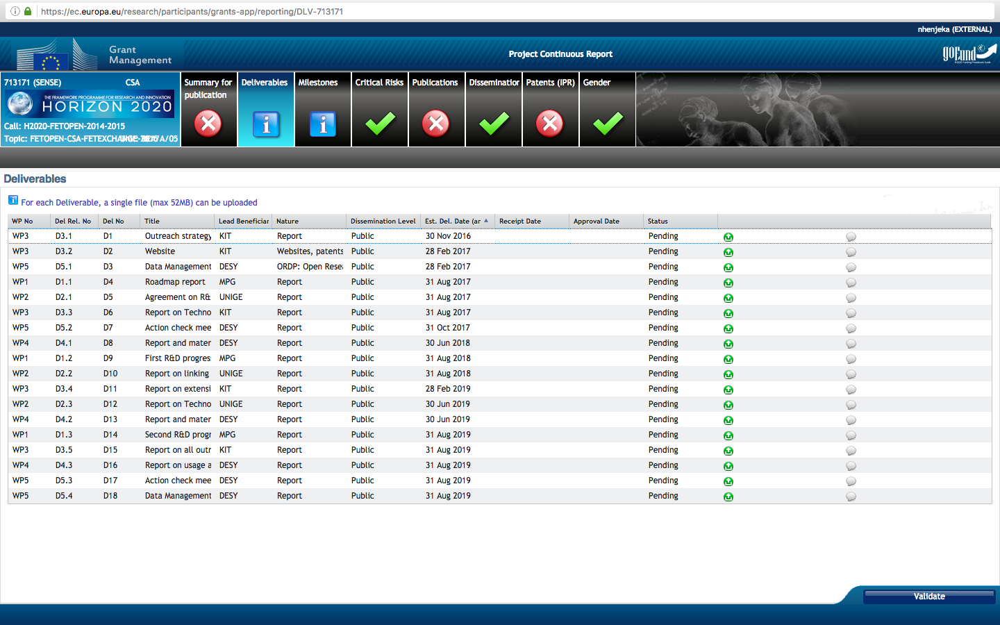 https://ec.europa.eu/research/participants/grants-app/reporting/DLV-713171
nhenjeka (EXTERNAL)
Grant
Management
Project Continuous Report
goFund
713171 (SENSE) CSA
THE FRAMEWORK PROGRAMME FOR RESEARCH AND INNOVATION
HORIZON 2020
Call: H2020-FETOPEN-2014-2015
Topic: FETOPEN-CSA-FETEXCHANGE-
A/05
Summary for
publication
Deliverables
Milestones
Critical Risks
Publications
Disseminatior
Patents (IPR)
Gender
Deliverables
For each Deliverable, a single file (max 52MB) can be uploaded
WP No Del Rel. No Del No Title Lead Beneficiar Nature Dissemination Level Est. Del. Date (ar Receipt Date Approval Date Status
WP3 D3.1 D1 Outreach strategy KIT Report Public 30 Nov 2016 Pending
WP3 D3.2 D2 Website KIT Websites, patents Public 28 Feb 2017 Pending
WP5 D5.1 D3 Data Management DESY ORDP: Open Rese Public 28 Feb 2017 Pending
WP1 D1.1 D4 Roadmap report MPG Report Public 31 Aug 2017 Pending
WP2 D2.1 D5 Agreement on R& UNIGE Report Public 31 Aug 2017 Pending
WP3 D3.3 D6 Report on Techno KIT Report Public 31 Aug 2017 Pending
WP5 D5.2 D7 Action check mee DESY Report Public 31 Oct 2017 Pending
WP4 D4.1 D8 Report and mater DESY Report Public 30 Jun 2018 Pending
WP1 D1.2 D9 First R&D progres MPG Report Public 31 Aug 2018 Pending
WP2 D2.2 D10 Report on linking UNIGE Report Public 31 Aug 2018 Pending
WP3 D3.4 D11 Report on extensi KIT Report Public 28 Feb 2019 Pending
WP2 D2.3 D12 Report on Techno UNIGE Report Public 30 Jun 2019 Pending
WP4 D4.2 D13 Report and mater DESY Report Public 30 Jun 2019 Pending
WP1 D1.3 D14 Second R&D progr MPG Report Public 31 Aug 2019 Pending
WP3 D3.5 D15 Report on all outr KIT Report Public 31 Aug 2019 Pending
WP4 D4.3 D16 Report on usage a DESY Report Public 31 Aug 2019 Pending
WP5 D5.3 D17 Action check mee DESY Report Public 31 Aug 2019 Pending
WP5 D5.4 D18 Data Management DESY Report Public 31 Aug 2019 Pending
Validate